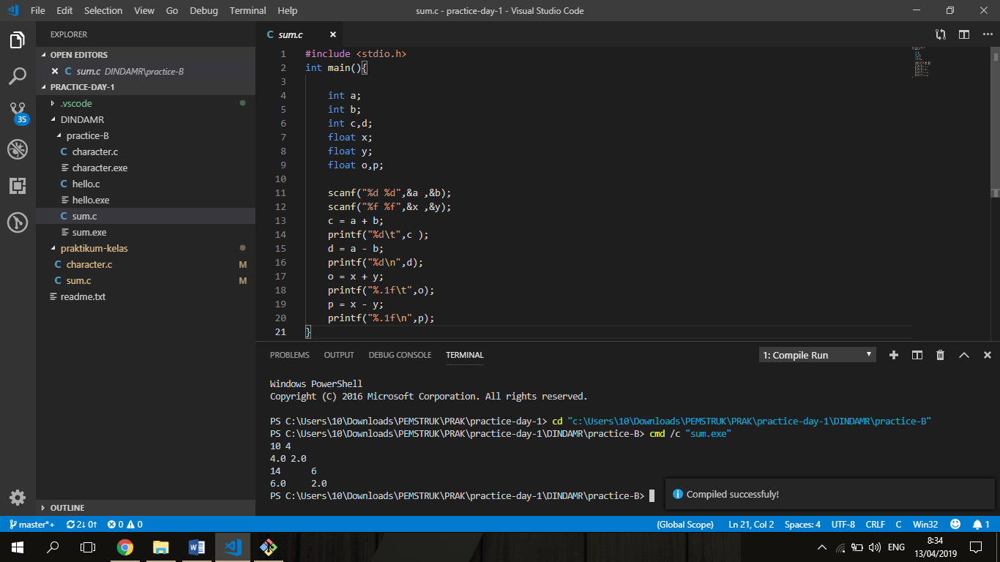 File Edit Selection View Go Debug Terminal Help
sum.c - practice-day-1 - Visual Studio Code
EXPLORER
OPEN EDITORS
sum.c DINDAMR\practice-B
PRACTICE-DAY-1
.vscode
DINDAMR
practice-B
C character.c
character.exe
C hello.c
hello.exe
C sum.c
sum.exe
praktikum-kelas
C character.c M
C sum.c M
readme.txt
OUTLINE
35
C sum.c
1 #include <stdio.h>
2 int main(){
3
4 int a;
5 int b;
6 int c,d;
7 float x;
8 float y;
9 float o,p;
10
11 scanf("%d %d",&a ,&b);
12 scanf("%f %f",&x ,&y);
13 c = a + b;
14 printf("%d\t",c );
15 d = a - b;
16 printf("%d\n",d);
17 o = x + y;
18 printf("%.1f\t",o);
19 p = x - y;
20 printf("%.1f\n",p);
21 }
PROBLEMS OUTPUT DEBUG CONSOLE TERMINAL
1: Compile Run
Windows PowerShell
Copyright (C) 2016 Microsoft Corporation. All rights reserved.
PS C:\Users\10\Downloads\PEMSTRUK\PRAK\practice-day-1> cd "c:\Users\10\Downloads\PEMSTRUK\PRAK\practice-day-1\DINDAMR\practice-B"
PS C:\Users\10\Downloads\PEMSTRUK\PRAK\practice-day-1\DINDAMR\practice-B> cmd /c "sum.exe"
10 4
4.0 2.0
14 6
6.0 2.0
PS C:\Users\10\Downloads\PEMSTRUK\PRAK\practice-day-1\DINDAMR\practice-B>
Compiled successfuly!
master*+ 2↓ 0↑ 0 0
(Global Scope) Ln 21, Col 2 Spaces: 4 UTF-8 CRLF C Win32 1
ENG
8:34
13/04/2019